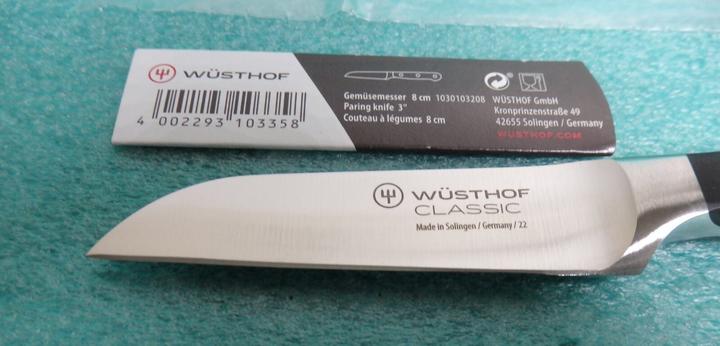 WÜSTHOF
4 002293 103358
Gemüsemesser 8 cm 1030103208
Paring knife 3"
Couteau à légumes 8 cm
WÜSTHOF GmbH
Kronprinzenstraße 49
42655 Solingen / Germany
WUSTHOF.COM
WÜSTHOF
CLASSIC
Made in Solingen / Germany / 22